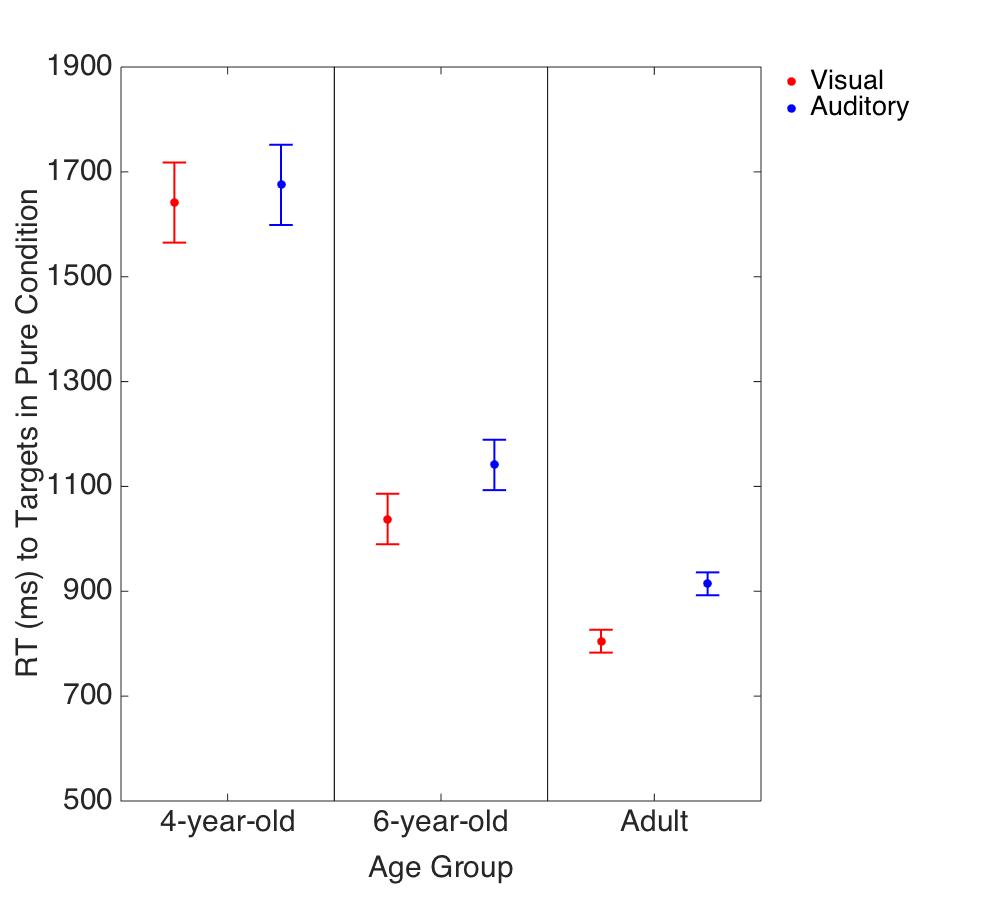 1900
1700
1500
1300
1100
900
700
500
RT (ms) to Targets in Pure Condition
4-year-old 6-year-old Adult
Age Group
Visual
Auditory